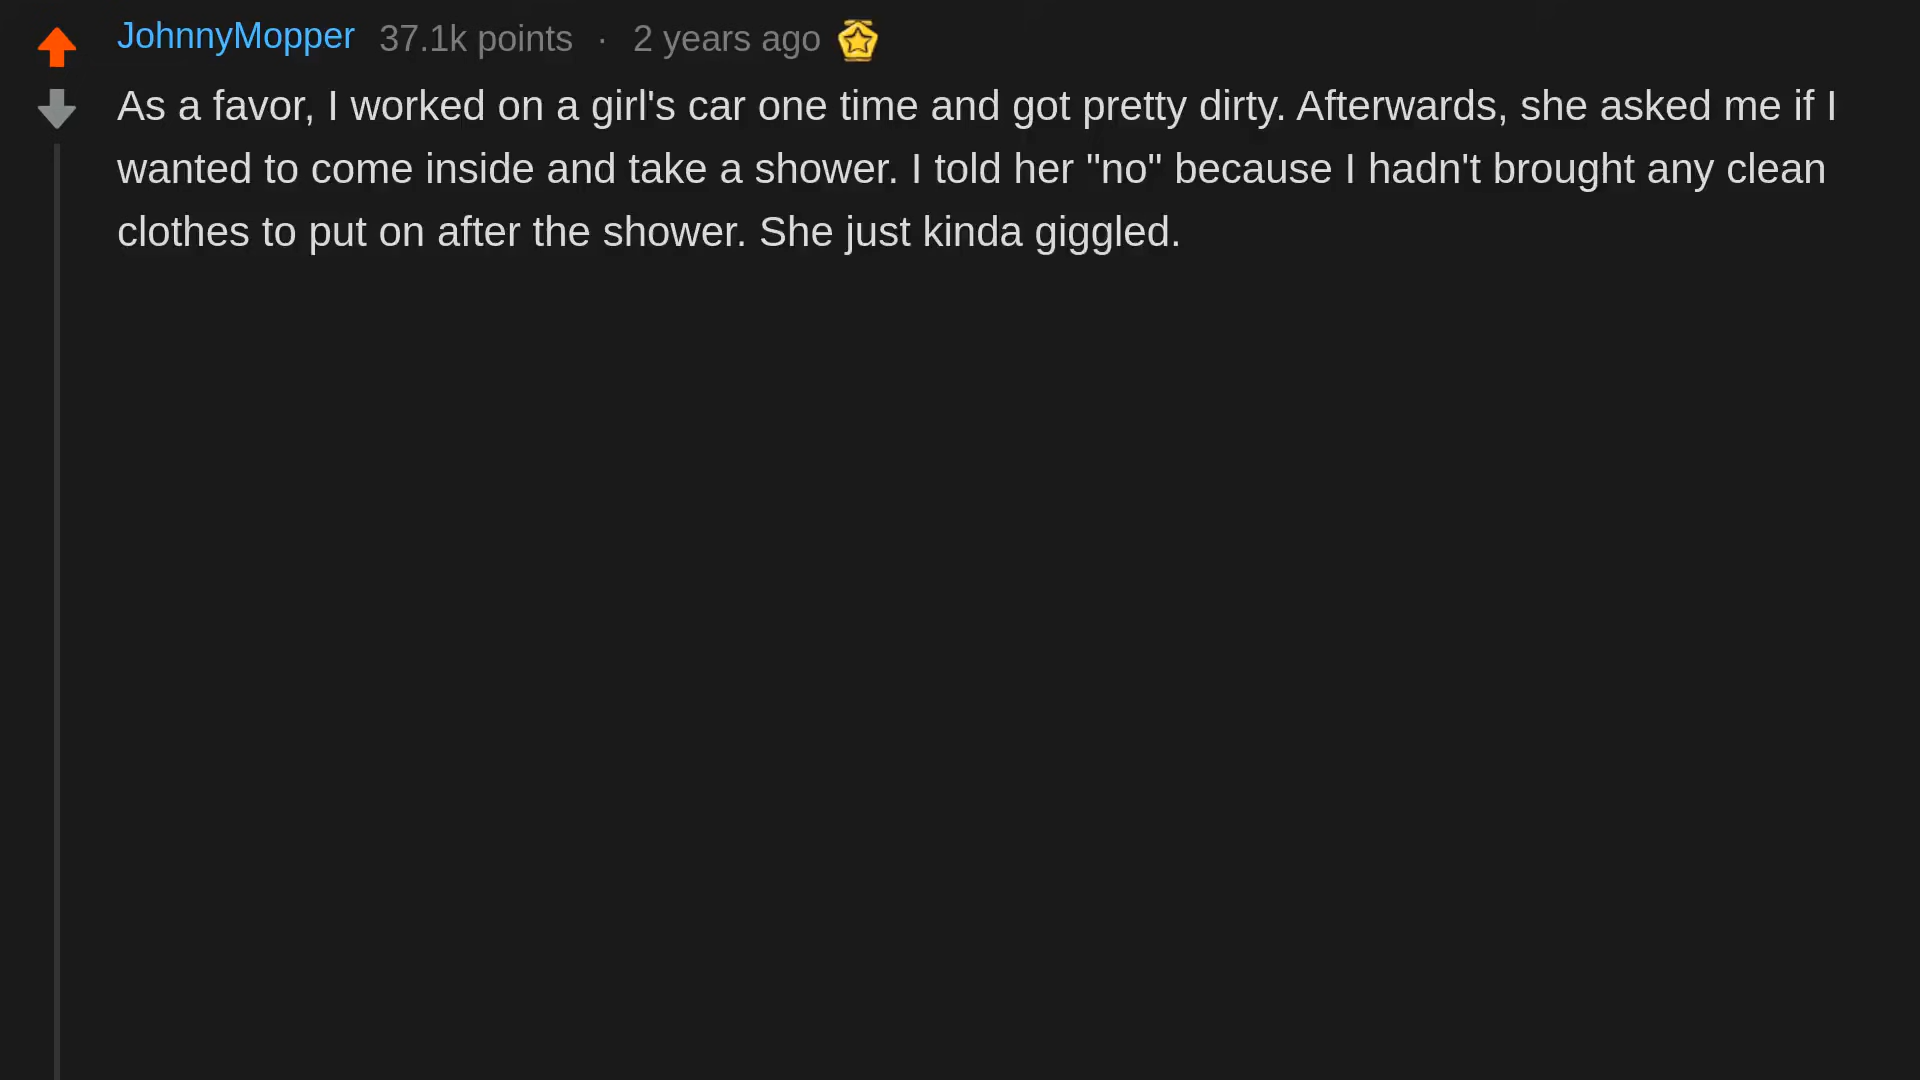 JohnnyMopper 37.1k points · 2 years ago
As a favor, I worked on a girl's car one time and got pretty dirty. Afterwards, she asked me if I
wanted to come inside and take a shower. I told her "no" because I hadn't brought any clean
clothes to put on after the shower. She just kinda giggled.